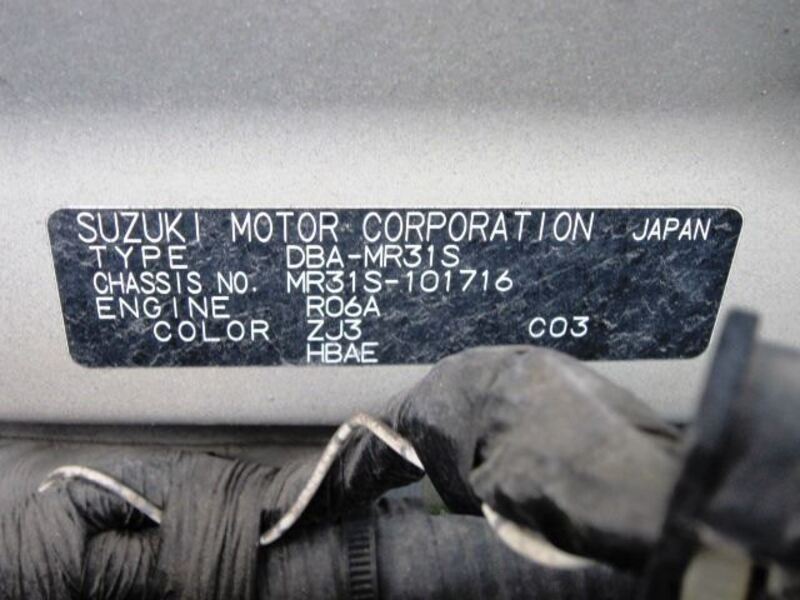 SUZUKI MOTOR CORPORATION JAPAN
TYPE DBA-MR31S
CHASSIS NO. MR31S-101716
ENGINE R06A
COLOR ZJ3 C03
HBAE